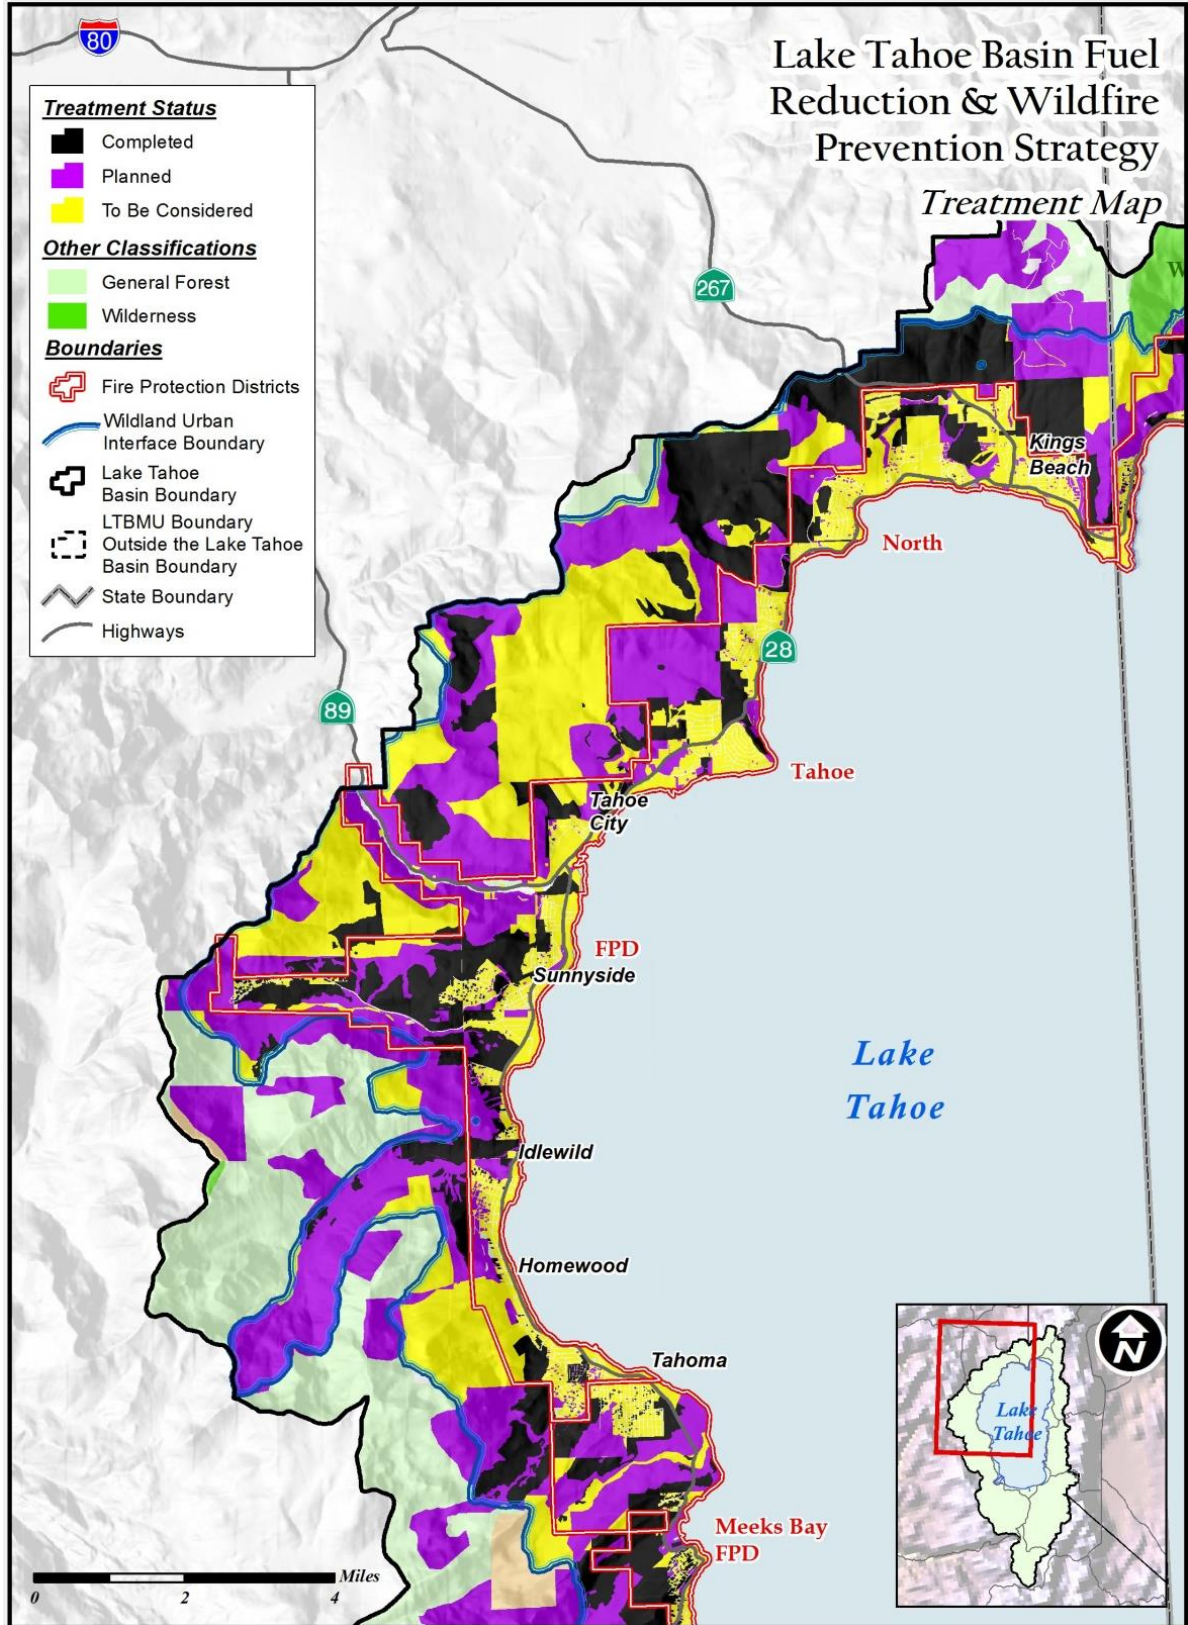 80
Lake Tahoe Basin Fuel
Reduction & Wildfire
Prevention Strategy
Treatment Map
Treatment Status
Completed
Planned
To Be Considered
Other Classifications
General Forest
Wilderness
Boundaries
Fire Protection Districts
Wildland Urban
Interface Boundary
Lake Tahoe
Basin Boundary
LTBMU Boundary
Outside the Lake Tahoe
Basin Boundary
State Boundary
Highways
W
267
Kings
Beach
North
28
89
Tahoe
Tahoe
City
FPD
Sunnyside
Lake
Tahoe
Idlewild
Homewood
Tahoma
Meeks Bay
FPD
N
Lake
Tahoe
Miles
0 2 4